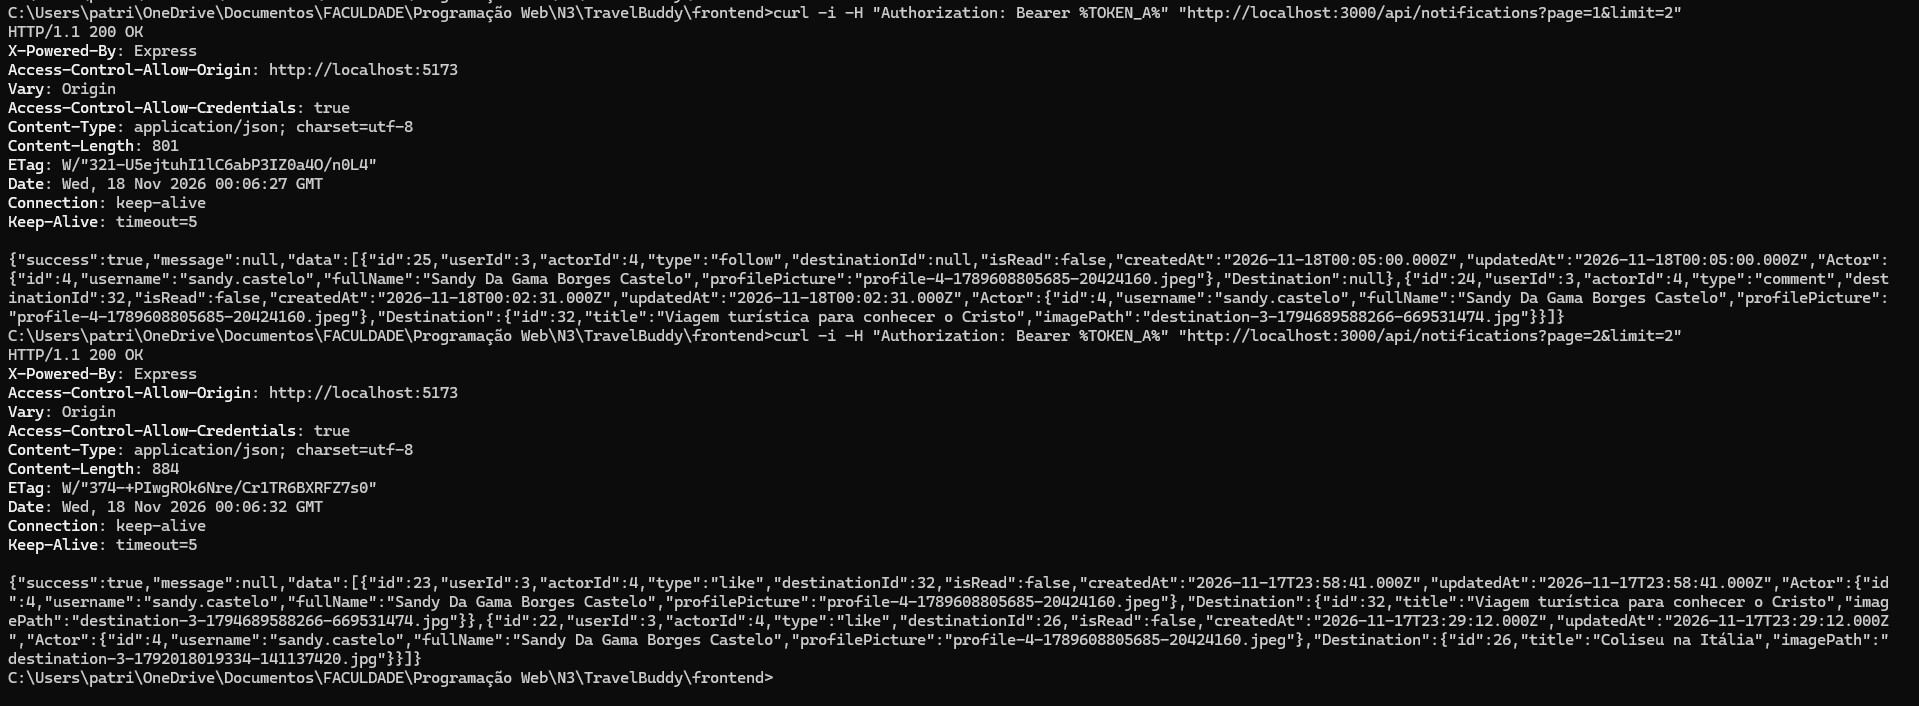 C:\Users\patri\OneDrive\Documentos\FACULDADE\Programação Web\N3\TravelBuddy\frontend>curl -i -H "Authorization: Bearer %TOKEN_A%" "http://localhost:3000/api/notifications?page=1&limit=2"
HTTP/1.1 200 OK
X-Powered-By: Express
Access-Control-Allow-Origin: http://localhost:5173
Vary: Origin
Access-Control-Allow-Credentials: true
Content-Type: application/json; charset=utf-8
Content-Length: 801
ETag: W/"321-U5ejtuhI1lC6abP3IZ0a4O/n0L4"
Date: Wed, 18 Nov 2026 00:06:27 GMT
Connection: keep-alive
Keep-Alive: timeout=5
{"success":true,"message":null,"data":[{"id":25,"userId":3,"actorId":4,"type":"follow","destinationId":null,"isRead":false,"createdAt":"2026-11-18T00:05:00.000Z","updatedAt":"2026-11-18T00:05:00.000Z","Actor":
{"id":4,"username":"sandy.castelo","fullName":"Sandy Da Gama Borges Castelo","profilePicture":"profile-4-1789608805685-20424160.jpeg"},"Destination":null},{"id":24,"userId":3,"actorId":4,"type":"comment","dest
inationId":32,"isRead":false,"createdAt":"2026-11-18T00:02:31.000Z","updatedAt":"2026-11-18T00:02:31.000Z","Actor":{"id":4,"username":"sandy.castelo","fullName":"Sandy Da Gama Borges Castelo","profilePicture":
"profile-4-1789608805685-20424160.jpeg"},"Destination":{"id":32,"title":"Viagem turística para conhecer o Cristo","imagePath":"destination-3-1794689588266-669531474.jpg"}}]}
C:\Users\patri\OneDrive\Documentos\FACULDADE\Programação Web\N3\TravelBuddy\frontend>curl -i -H "Authorization: Bearer %TOKEN_A%" "http://localhost:3000/api/notifications?page=2&limit=2"
HTTP/1.1 200 OK
X-Powered-By: Express
Access-Control-Allow-Origin: http://localhost:5173
Vary: Origin
Access-Control-Allow-Credentials: true
Content-Type: application/json; charset=utf-8
Content-Length: 884
ETag: W/"374-+PIwgROk6Nre/Cr1TR6BXRFZ7s0"
Date: Wed, 18 Nov 2026 00:06:32 GMT
Connection: keep-alive
Keep-Alive: timeout=5
{"success":true,"message":null,"data":[{"id":23,"userId":3,"actorId":4,"type":"like","destinationId":32,"isRead":false,"createdAt":"2026-11-17T23:58:41.000Z","updatedAt":"2026-11-17T23:58:41.000Z","Actor":{"id
":4,"username":"sandy.castelo","fullName":"Sandy Da Gama Borges Castelo","profilePicture":"profile-4-1789608805685-20424160.jpeg"},"Destination":{"id":32,"title":"Viagem turística para conhecer o Cristo","imag
ePath":"destination-3-1794689588266-669531474.jpg"}},{"id":22,"userId":3,"actorId":4,"type":"like","destinationId":26,"isRead":false,"createdAt":"2026-11-17T23:29:12.000Z","updatedAt":"2026-11-17T23:29:12.000Z
","Actor":{"id":4,"username":"sandy.castelo","fullName":"Sandy Da Gama Borges Castelo","profilePicture":"profile-4-1789608805685-20424160.jpeg"},"Destination":{"id":26,"title":"Coliseu na Itália","imagePath":"
destination-3-1792018019334-141137420.jpg"}}]}
C:\Users\patri\OneDrive\Documentos\FACULDADE\Programação Web\N3\TravelBuddy\frontend>